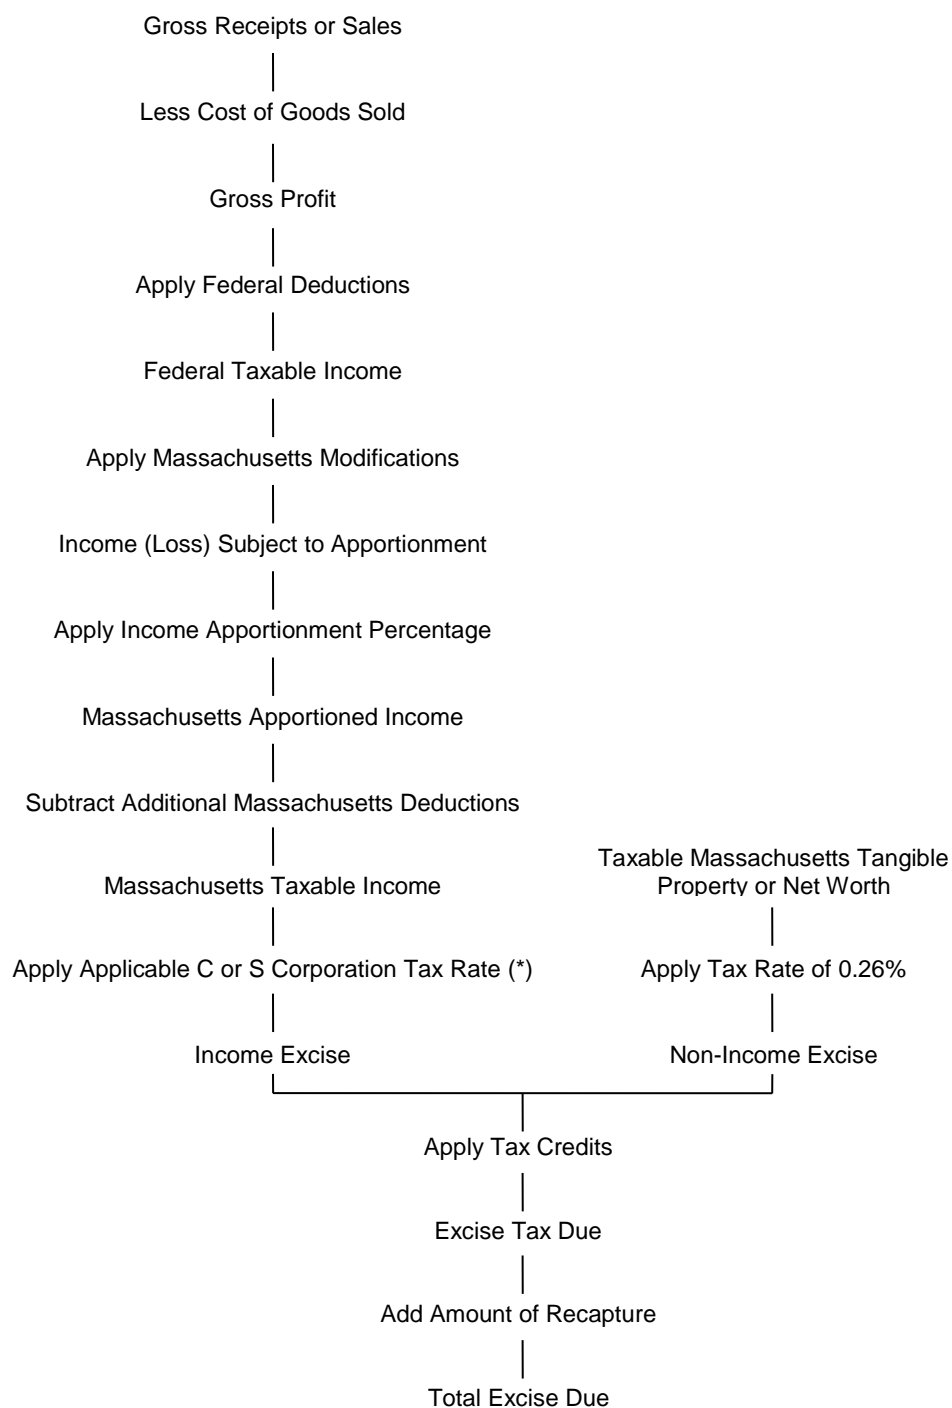 Gross Receipts or Sales
Less Cost of Goods Sold
Gross Profit
Apply Federal Deductions
Federal Taxable Income
Apply Massachusetts Modifications
Income (Loss) Subject to Apportionment
Apply Income Apportionment Percentage
Massachusetts Apportioned Income
Subtract Additional Massachusetts Deductions
Massachusetts Taxable Income
Apply Applicable C or S Corporation Tax Rate (*)
Income Excise
Taxable Massachusetts Tangible
Property or Net Worth
Apply Tax Rate of 0.26%
Non-Income Excise
Apply Tax Credits
Excise Tax Due
Add Amount of Recapture
Total Excise Due